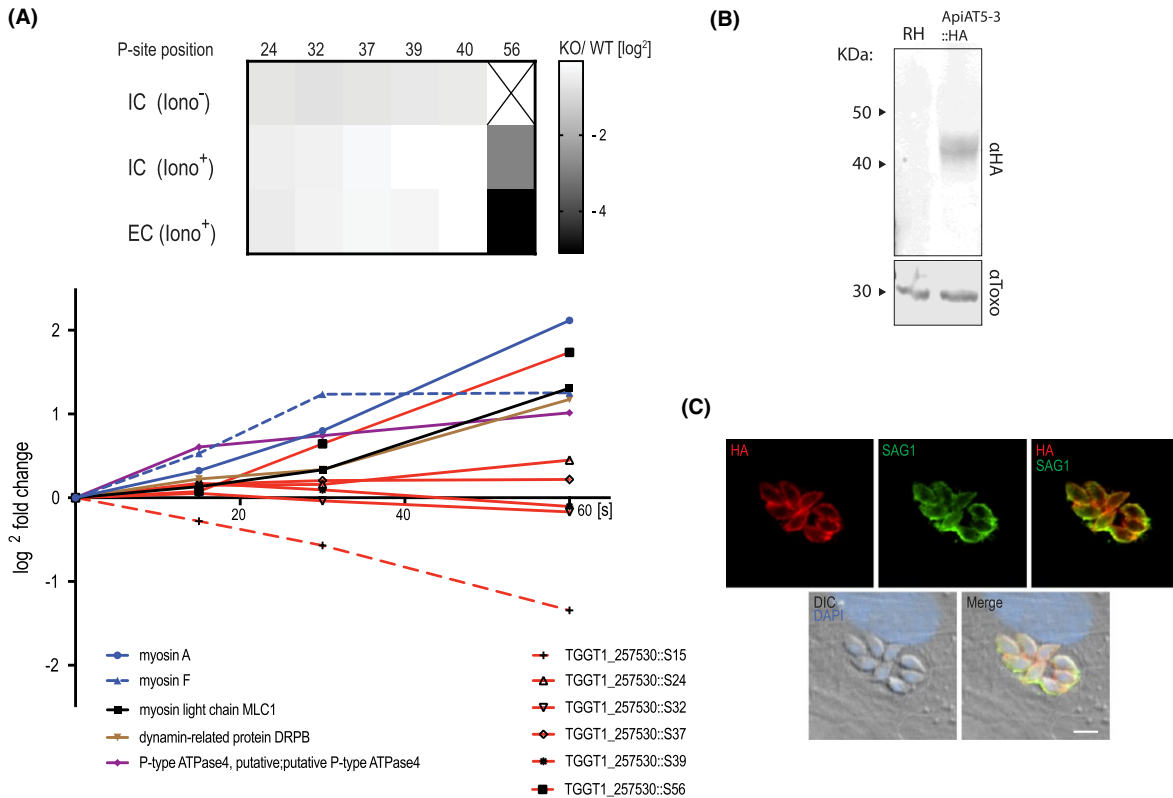 (A)
P-site position
24 32 37 39 40 56
KO/ WT [log²]
IC (Iono⁻)
IC (Iono⁺)
EC (Iono⁺)
-2
-4
log ² fold change
2
1
0
-1
-2
20 40 60 [s]
myosin A
myosin F
myosin light chain MLC1
dynamin-related protein DRPB
P-type ATPase4, putative;putative P-type ATPase4
TGGT1_257530::S15
TGGT1_257530::S24
TGGT1_257530::S32
TGGT1_257530::S37
TGGT1_257530::S39
TGGT1_257530::S56
(B)
KDa:
RH
ApiAT5-3
::HA
50
40
30
αHA
αToxo
(C)
HA
SAG1
HA
SAG1
DIC
DAPI
Merge